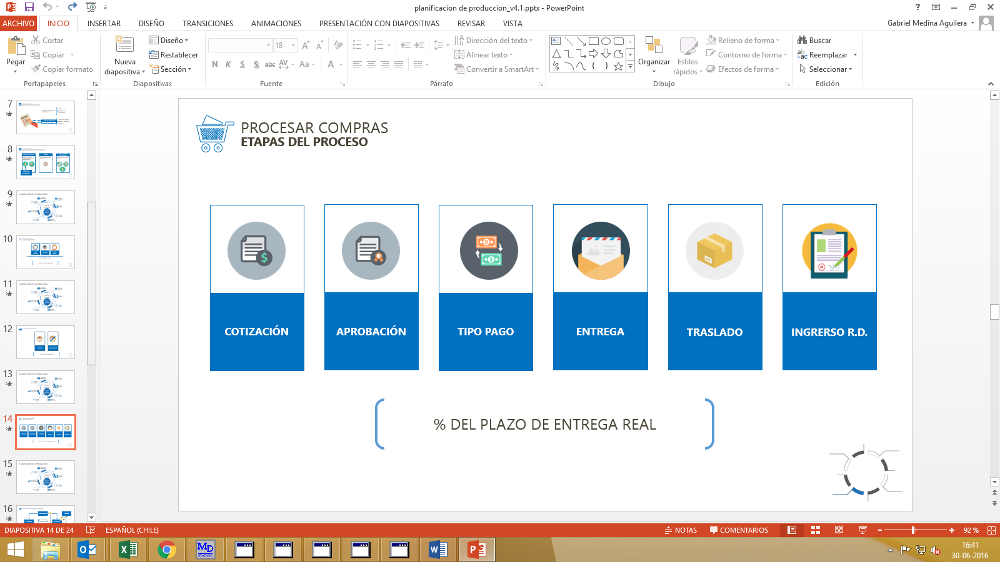 planificacion de produccion_v4.1.pptx - PowerPoint
ARCHIVO INICIO INSERTAR DISEÑO TRANSICIONES ANIMACIONES PRESENTACIÓN CON DIAPOSITIVAS REVISAR VISTA
Gabriel Medina Aguilera
Pegar
Cortar
Copiar
Copiar formato
Portapapeles
Nueva
diapositiva
Diseño
Restablecer
Sección
Diapositivas
18
N K S S abc AV Aa A
Fuente
Dirección del texto
Alinear texto
Convertir a SmartArt
Párrafo
Organizar
Estilos
rápidos
Relleno de forma
Contorno de forma
Efectos de forma
Dibujo
Buscar
Reemplazar
Seleccionar
Edición
7
8
9
10
11
12
13
14
15
16
PROCESAR COMPRAS
ETAPAS DEL PROCESO
COTIZACIÓN
APROBACIÓN
TIPO PAGO
ENTREGA
TRASLADO
INGRERSO R.D.
% DEL PLAZO DE ENTREGA REAL
DIAPOSITIVA 14 DE 24
ESPAÑOL (CHILE)
NOTAS
COMENTARIOS
92 %
16:41
30-06-2016